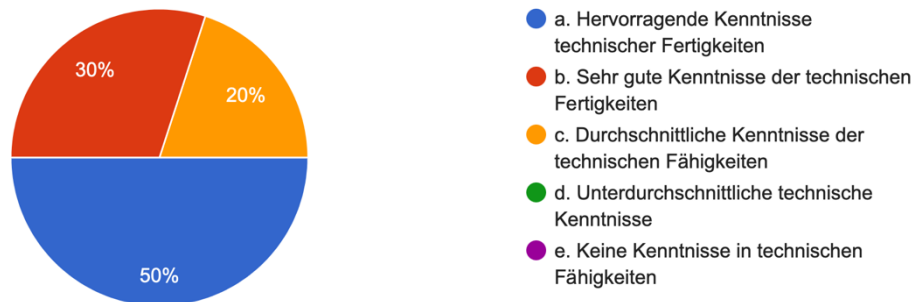 30%
20%
50%
a. Hervorragende Kenntnisse
technischer Fertigkeiten
b. Sehr gute Kenntnisse der technischen
Fertigkeiten
c. Durchschnittliche Kenntnisse der
technischen Fähigkeiten
d. Unterdurchschnittliche technische
Kenntnisse
e. Keine Kenntnisse in technischen
Fähigkeiten